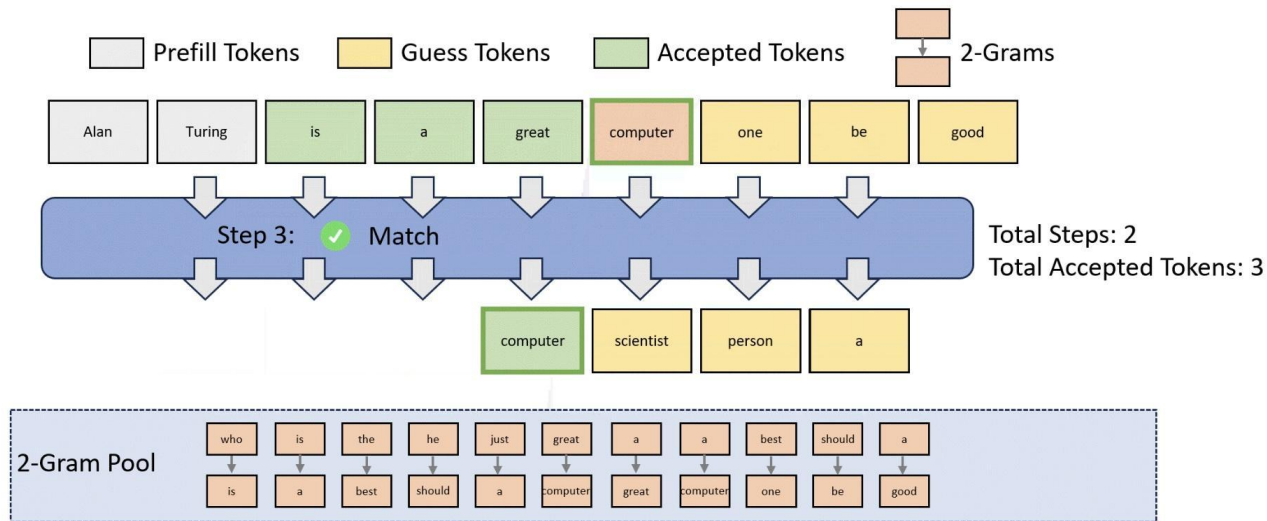 Prefill Tokens Guess Tokens Accepted Tokens 2-Grams
Alan Turing is a great computer one be good
Step 3: Match
Total Steps: 2
Total Accepted Tokens: 3
computer scientist person a
2-Gram Pool
who is the he just great a a best should a
is a best should a computer great computer one be good